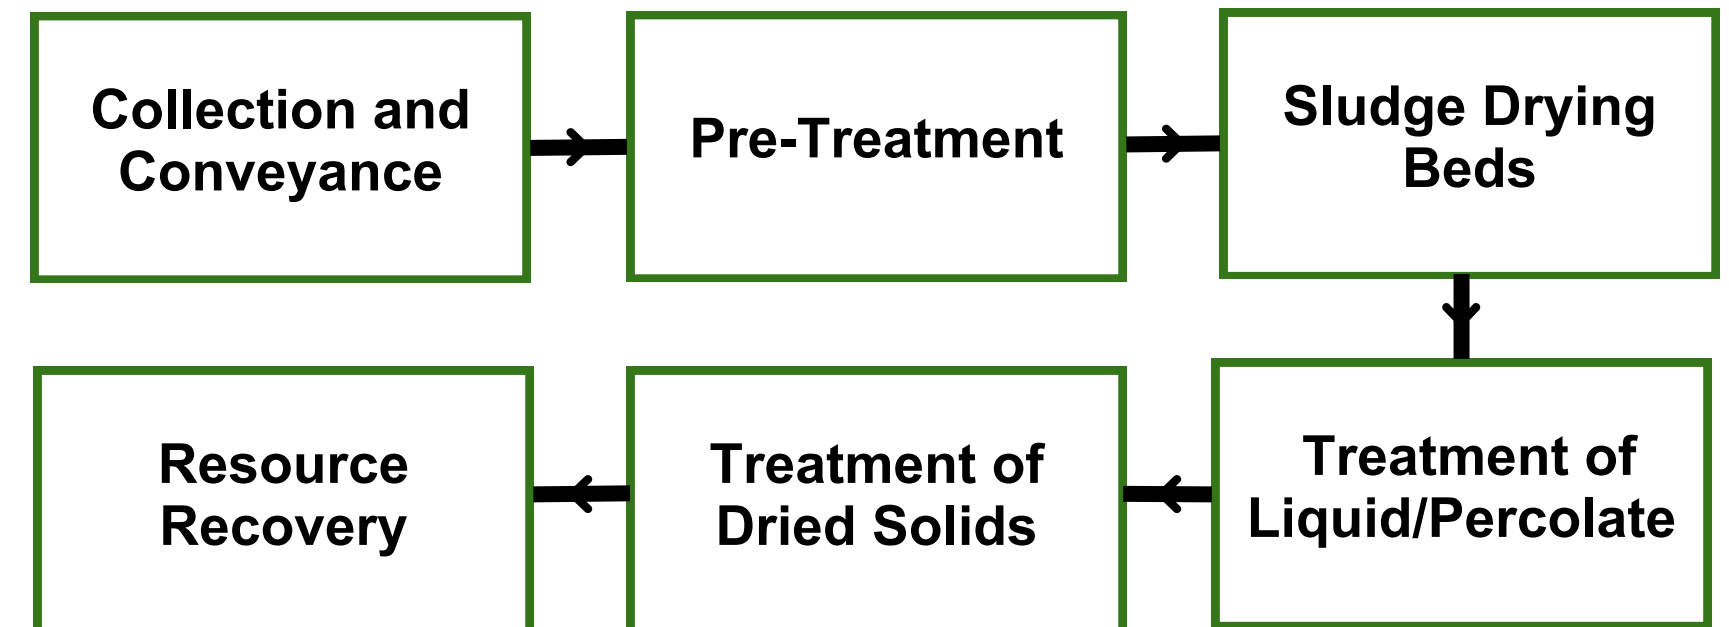 Collection and
Conveyance
Pre-Treatment
Sludge Drying
Beds
Resource
Recovery
Treatment of
Dried Solids
Treatment of
Liquid/Percolate